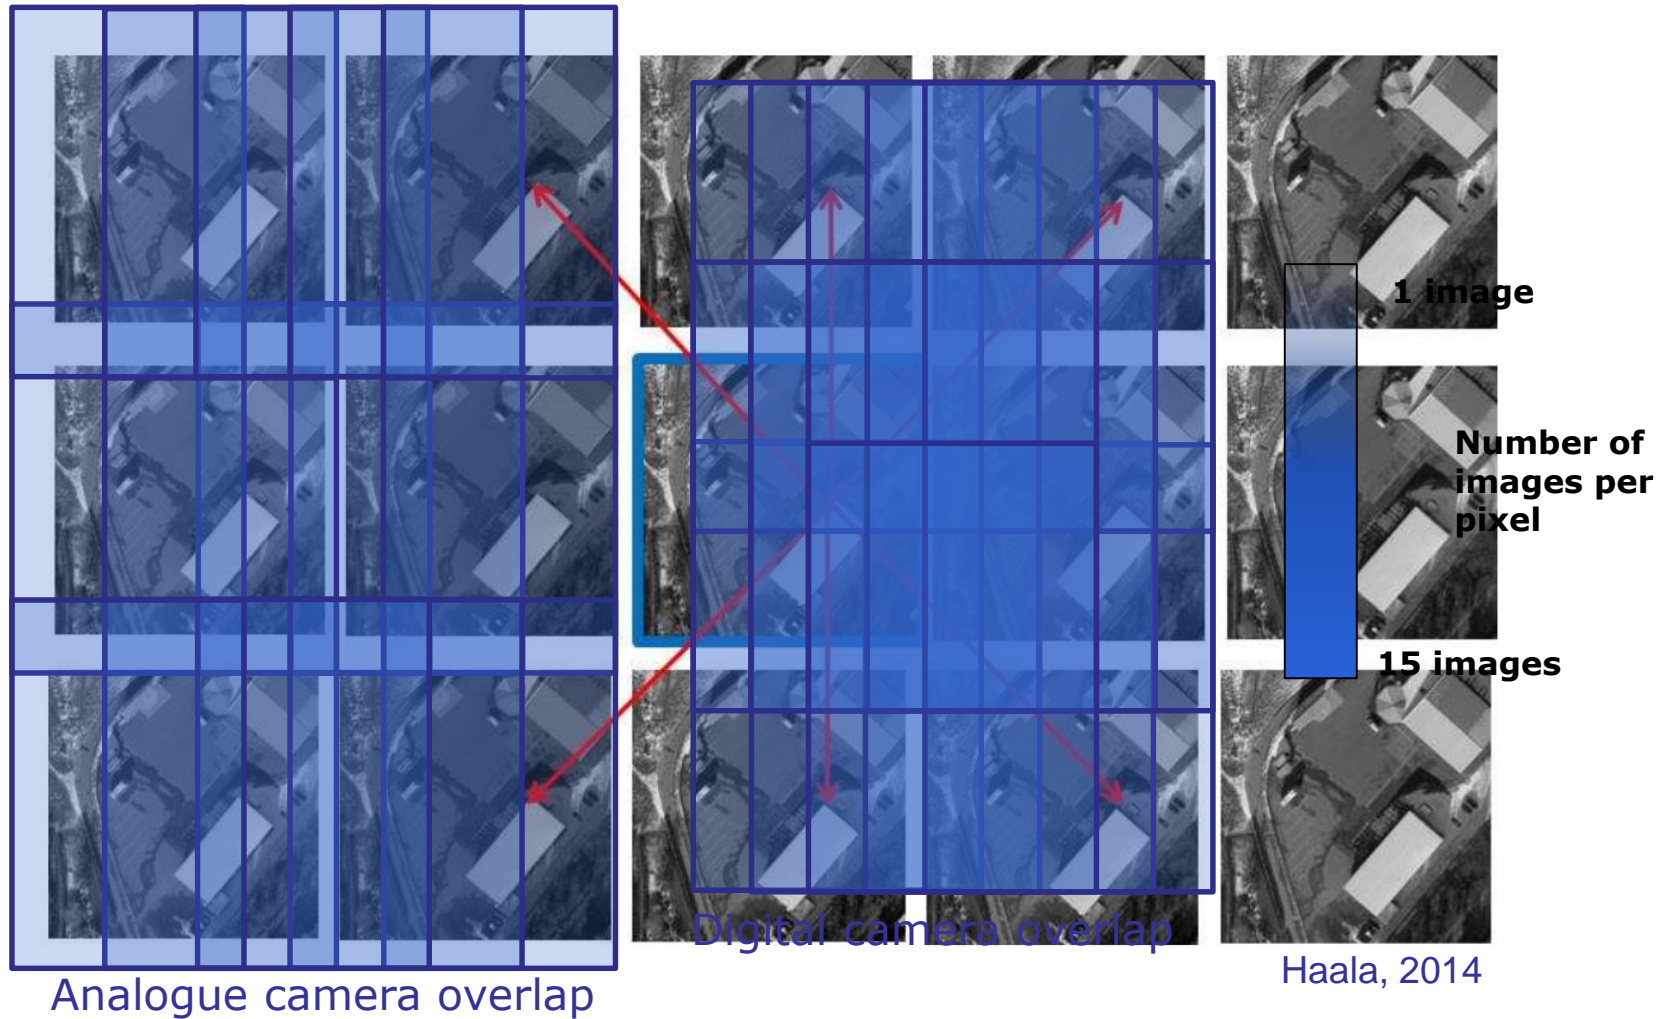 1 image
Number of
images per
pixel
15 images
Digital camera overlap
Haala, 2014
Analogue camera overlap